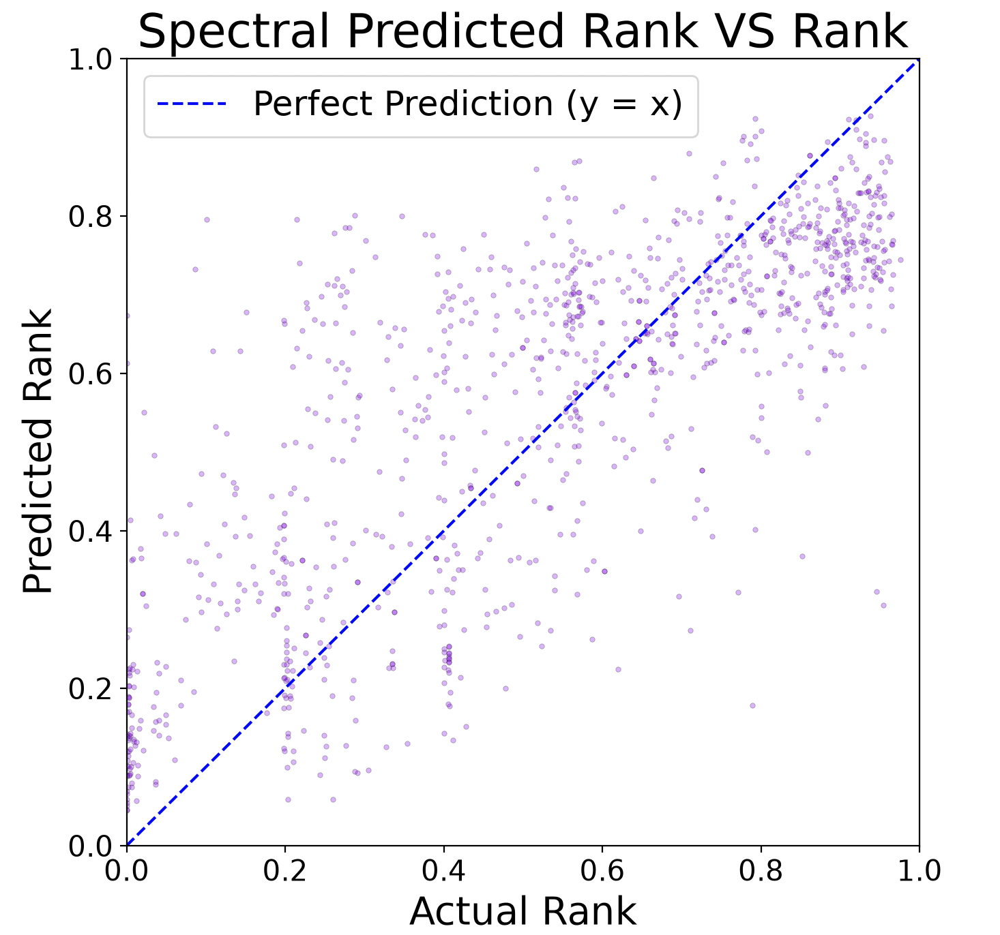 Spectral Predicted Rank VS Rank
Perfect Prediction (y = x)
1.0
0.8
0.6
0.4
0.2
0.0
Predicted Rank
0.0 0.2 0.4 0.6 0.8 1.0
Actual Rank